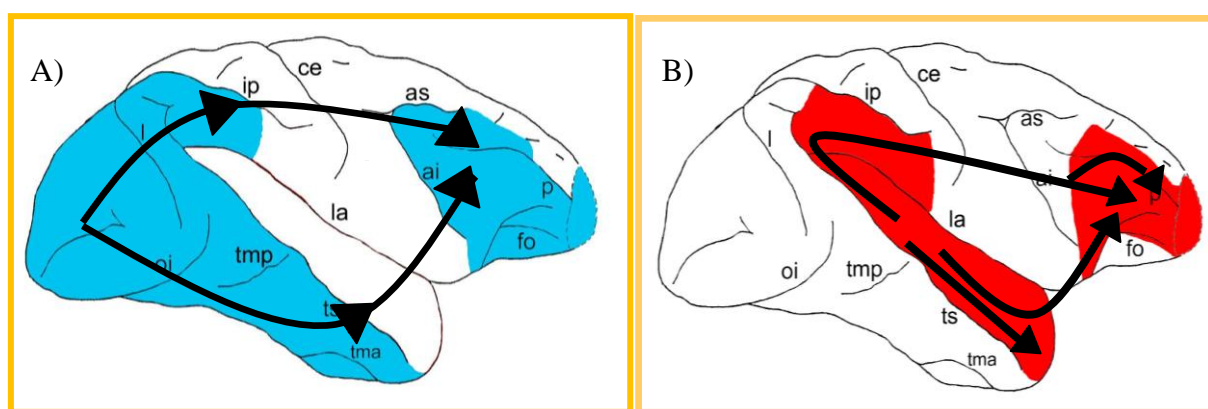 A)
ip
ce
as
l
ai
p
la
fo
oi
tmp
ts
tma
B)
ip
ce
as
l
ai
p
la
fo
oi
tmp
ts
tma